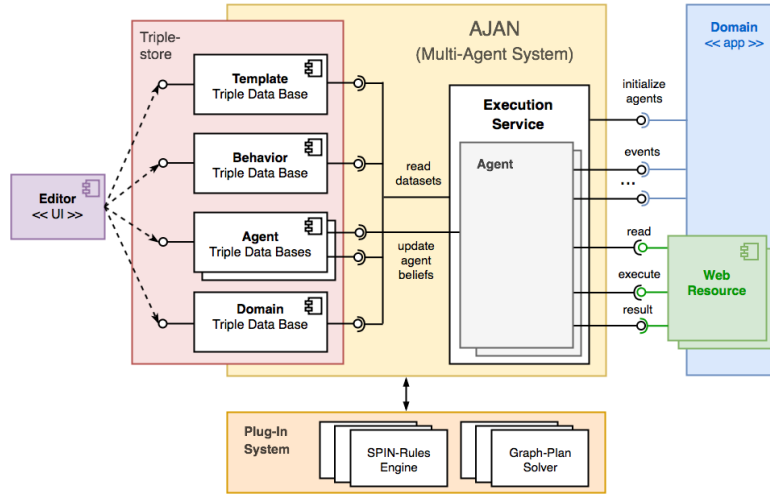 Triple-
store
AJAN
(Multi-Agent System)
Domain
<< app >>
Template
Triple Data Base
Behavior
Triple Data Base
Agent
Triple Data Bases
Domain
Triple Data Base
Editor
<< UI >>
read
datasets
update
agent
beliefs
Execution
Service
Agent
initialize
agents
events
...
read
execute
result
Web
Resource
Plug-In
System
SPIN-Rules
Engine
Graph-Plan
Solver